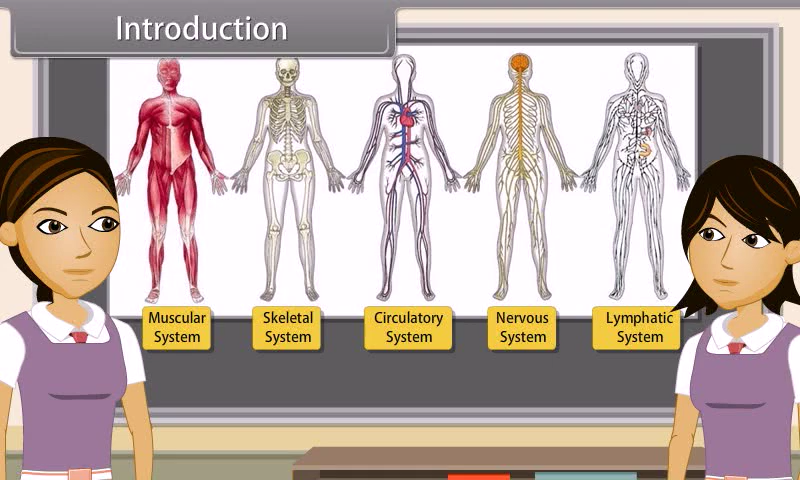 Introduction
Muscular
System
Skeletal
System
Circulatory
System
Nervous
System
Lymphatic
System